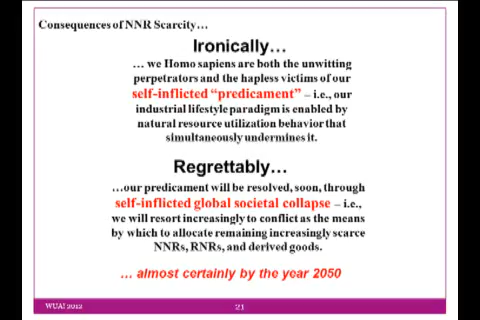 Consequences of NNR Scarcity…
Ironically…
… we Homo sapiens are both the unwitting
perpetrators and the hapless victims of our
self-inflicted “predicament” – i.e., our
industrial lifestyle paradigm is enabled by
natural resource utilization behavior that
simultaneously undermines it.
Regrettably…
…our predicament will be resolved, soon, through
self-inflicted global societal collapse – i.e.,
we will resort increasingly to conflict as the means
by which to allocate remaining increasingly scarce
NNRs, RNRs, and derived goods.
… almost certainly by the year 2050
WUA! 2012
21